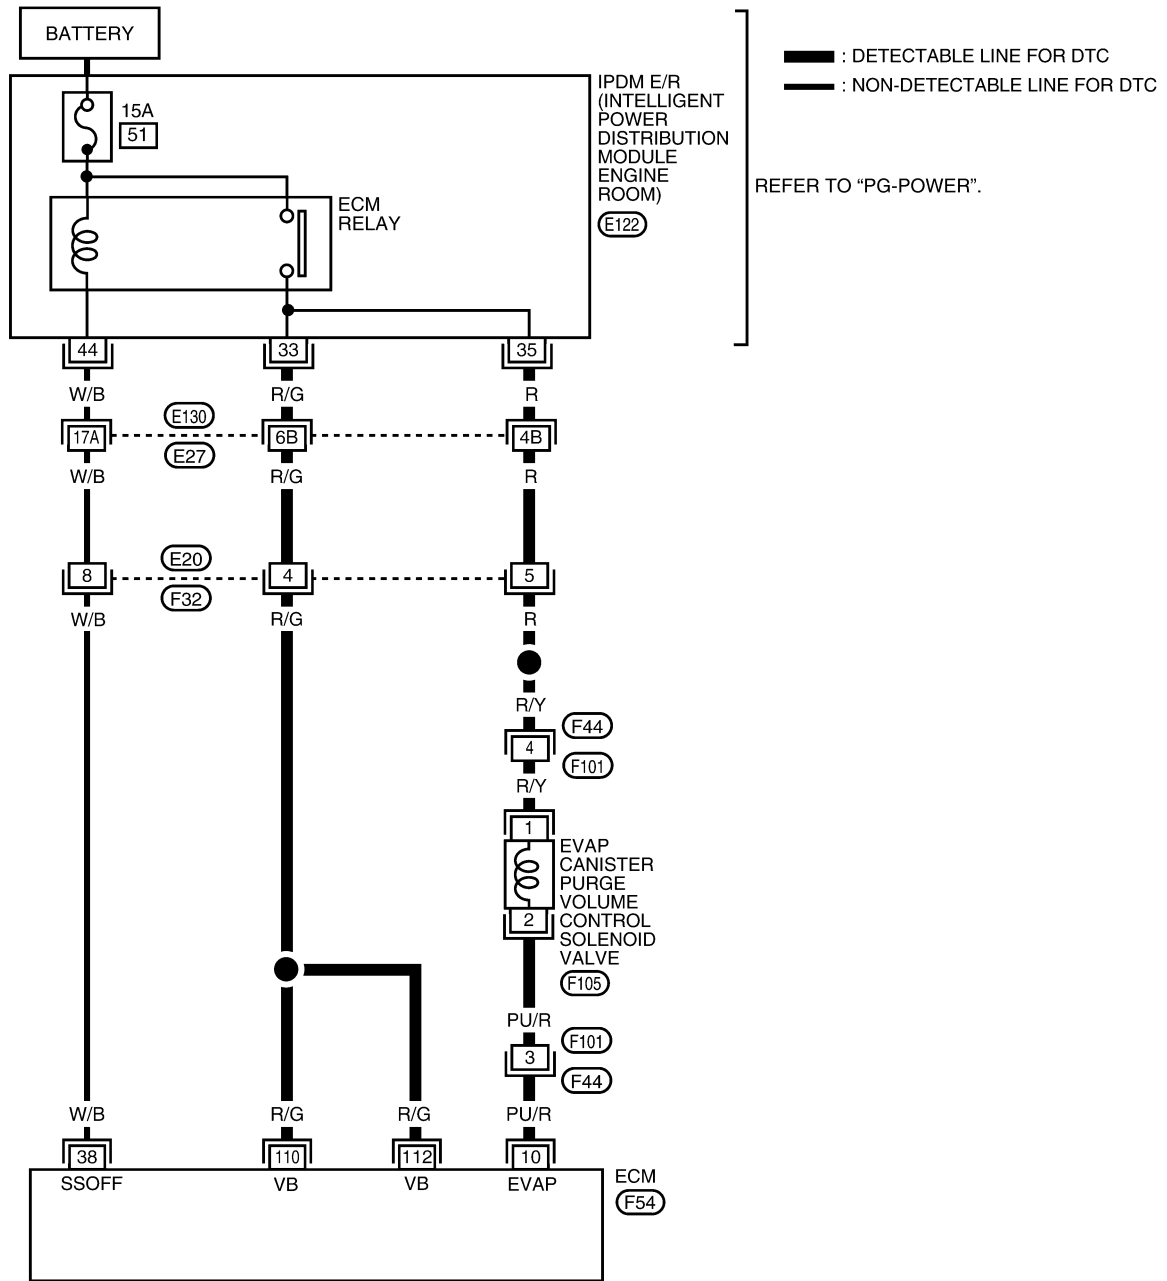 BATTERY
: DETECTABLE LINE FOR DTC
: NON-DETECTABLE LINE FOR DTC
15A
51
IPDM E/R
(INTELLIGENT
POWER
DISTRIBUTION
MODULE
ENGINE
ROOM)
E122
REFER TO “PG-POWER”.
ECM
RELAY
44
33
35
W/B
R/G
R
E130
17A
6B
4B
E27
W/B
R/G
R
E20
8
4
5
F32
W/B
R/G
R
R/Y
F44
4
F101
R/Y
1
EVAP
CANISTER
PURGE
VOLUME
CONTROL
SOLENOID
VALVE
2
F105
PU/R
F101
3
F44
W/B
R/G
R/G
PU/R
38
110
112
10
SSOFF
VB
VB
EVAP
ECM
F54